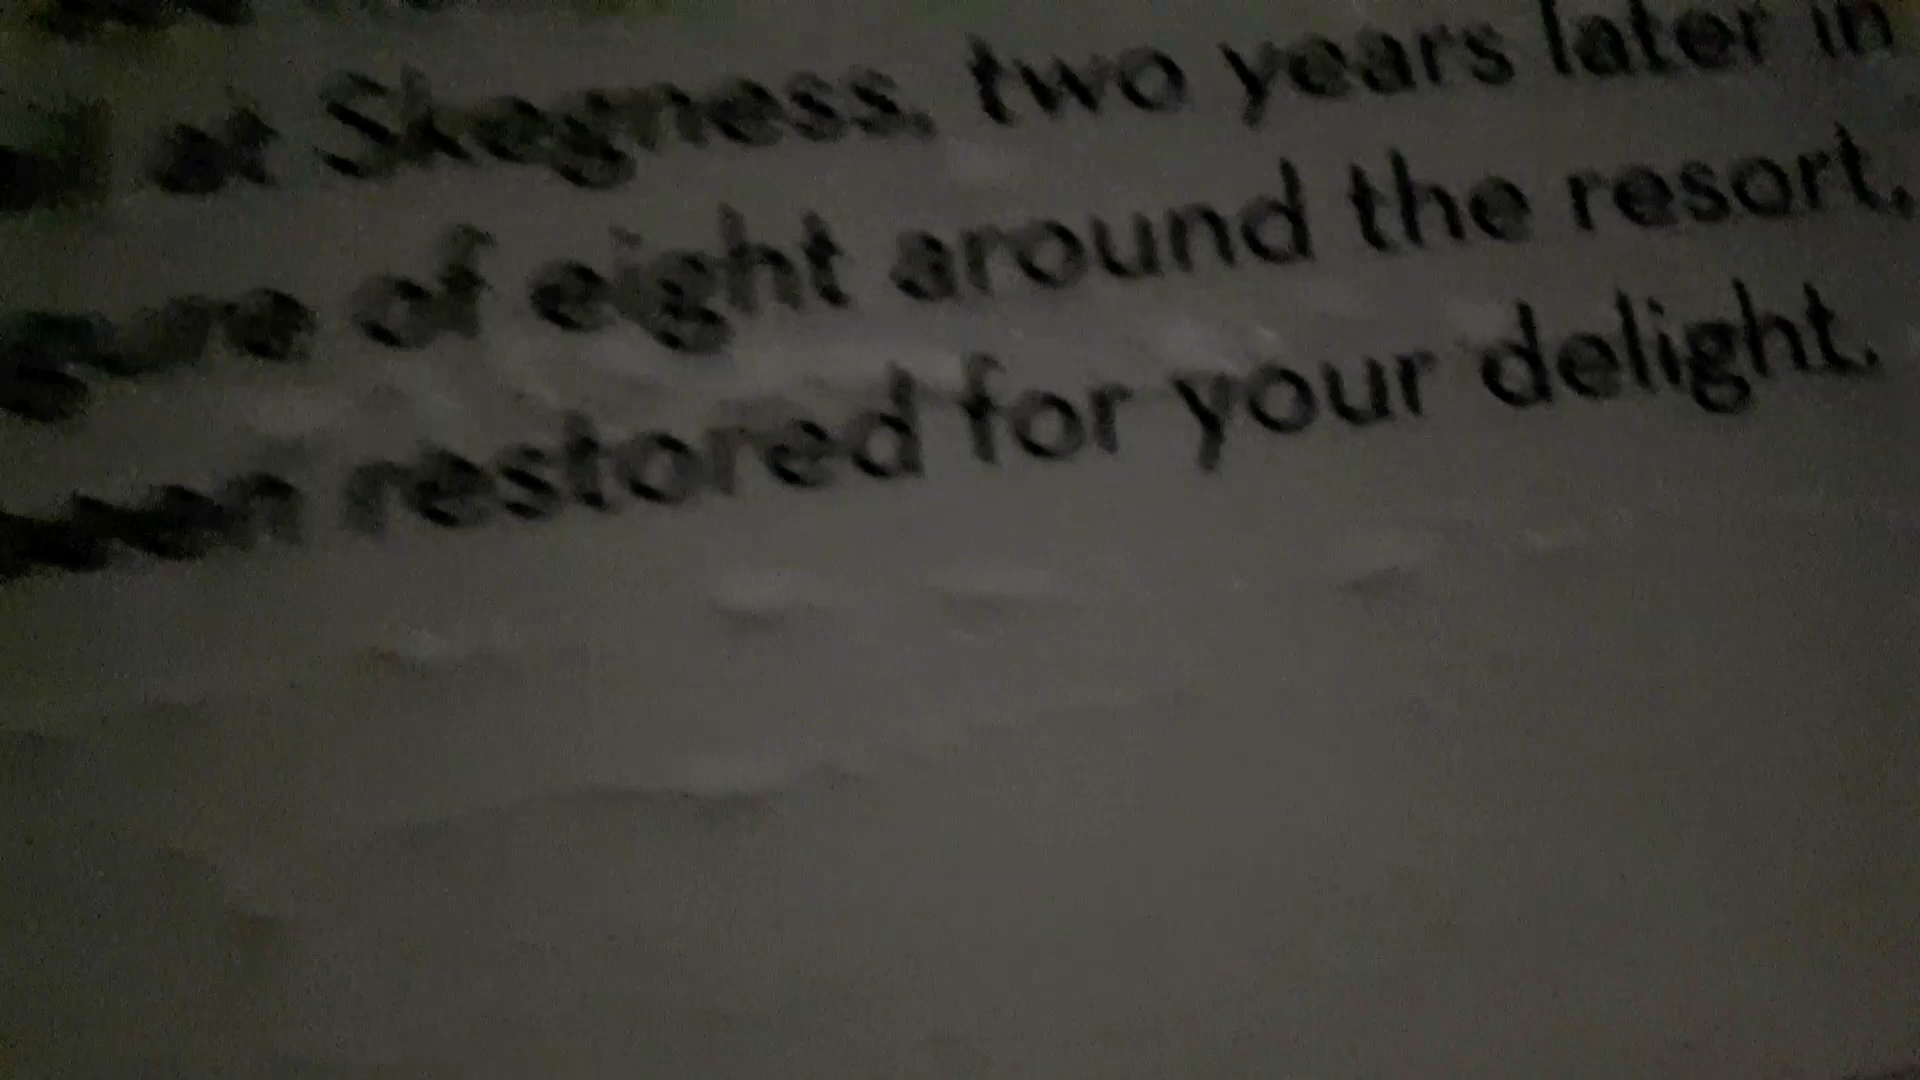 at Skegness, two years later in
of eight around the resort,
restored for your delight.